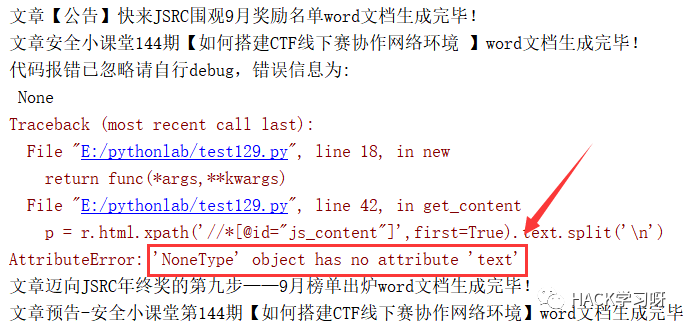 文章【公告】快来JSRC围观9月奖励名单word文档生成完毕！
文章安全小课堂144期【如何搭建CTF线下赛协作网络环境 】word文档生成完毕！
代码报错已忽略请自行debug，错误信息为:
None
Traceback (most recent call last):
File "E:/pythonlab/test129.py", line 18, in new
return func(*args,**kwargs)
File "E:/pythonlab/test129.py", line 42, in get_content
p = r.html.xpath('//*[@id="js_content"]',first=True).text.split('\n')
AttributeError: 'NoneType' object has no attribute 'text'
文章迈向JSRC年终奖的第九步——9月榜单出炉word文档生成完毕！
文章预告-安全小课堂第144期【如何搭建CTF线下赛协作网络环境】word文档生成完毕
HACK学习呀